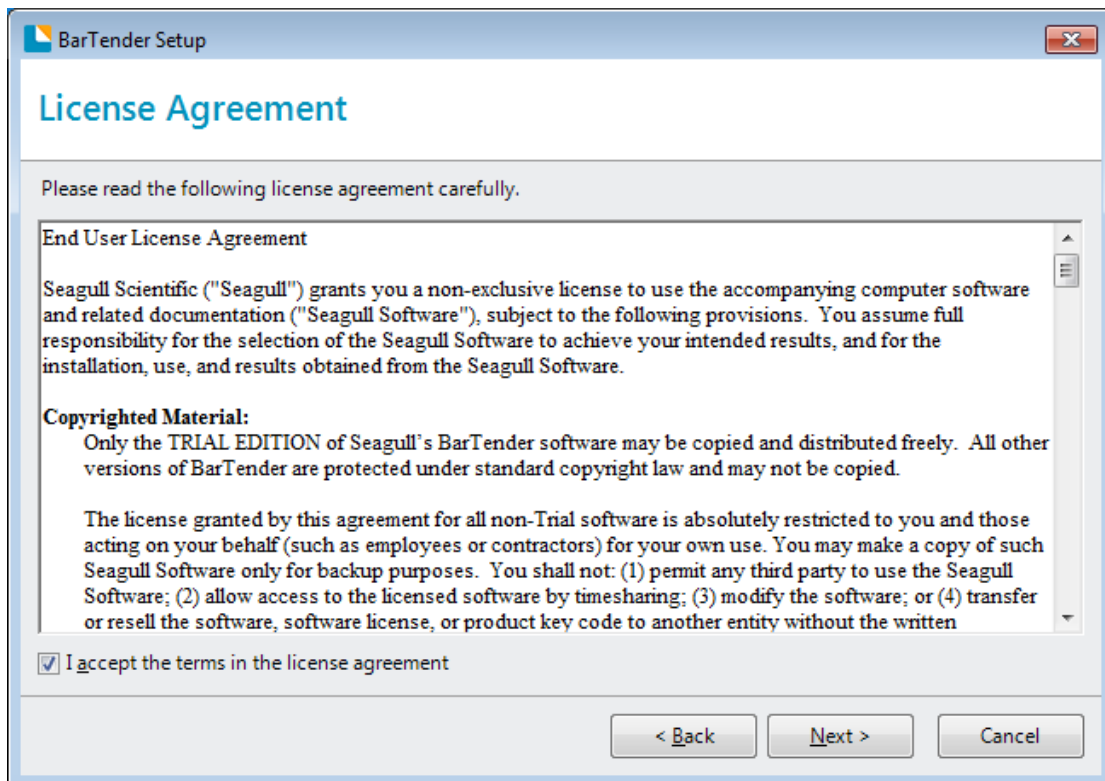 BarTender Setup
License Agreement
Please read the following license agreement carefully.
End User License Agreement
Seagull Scientific ("Seagull") grants you a non-exclusive license to use the accompanying computer software
and related documentation ("Seagull Software"), subject to the following provisions.  You assume full
responsibility for the selection of the Seagull Software to achieve your intended results, and for the
installation, use, and results obtained from the Seagull Software.
Copyrighted Material:
Only the TRIAL EDITION of Seagull’s BarTender software may be copied and distributed freely.  All other
versions of BarTender are protected under standard copyright law and may not be copied.
The license granted by this agreement for all non-Trial software is absolutely restricted to you and those
acting on your behalf (such as employees or contractors) for your own use. You may make a copy of such
Seagull Software only for backup purposes.  You shall not: (1) permit any third party to use the Seagull
Software; (2) allow access to the licensed software by timesharing; (3) modify the software; or (4) transfer
or resell the software, software license, or product key code to another entity without the written
I accept the terms in the license agreement
< Back
Next >
Cancel